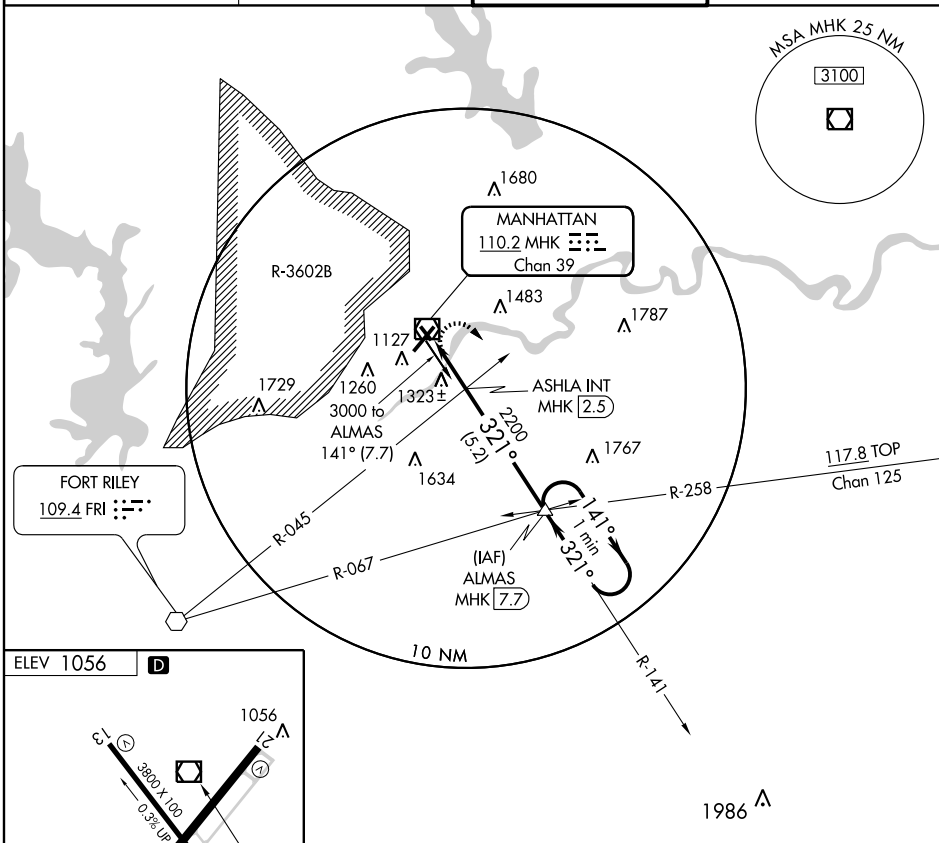 MSA MHK 25 NM
3100
1680
MANHATTAN
110.2 MHK
Chan 39
R-3602B
1483
1787
1127
1260
1729
1323±
3000 to
ALMAS
141° (7.7)
ASHLA INT
MHK 2.5
2200
321°
(5.2)
1634
1767
117.8 TOP
Chan 125
R-258
FORT RILEY
109.4 FRI
R-045
R-067
141°
1 min
321°
(IAF)
ALMAS
MHK 7.7
10 NM
R-141
ELEV 1056
D
1056
13
V
21
V
3800 X 100
0.3% UP
1986